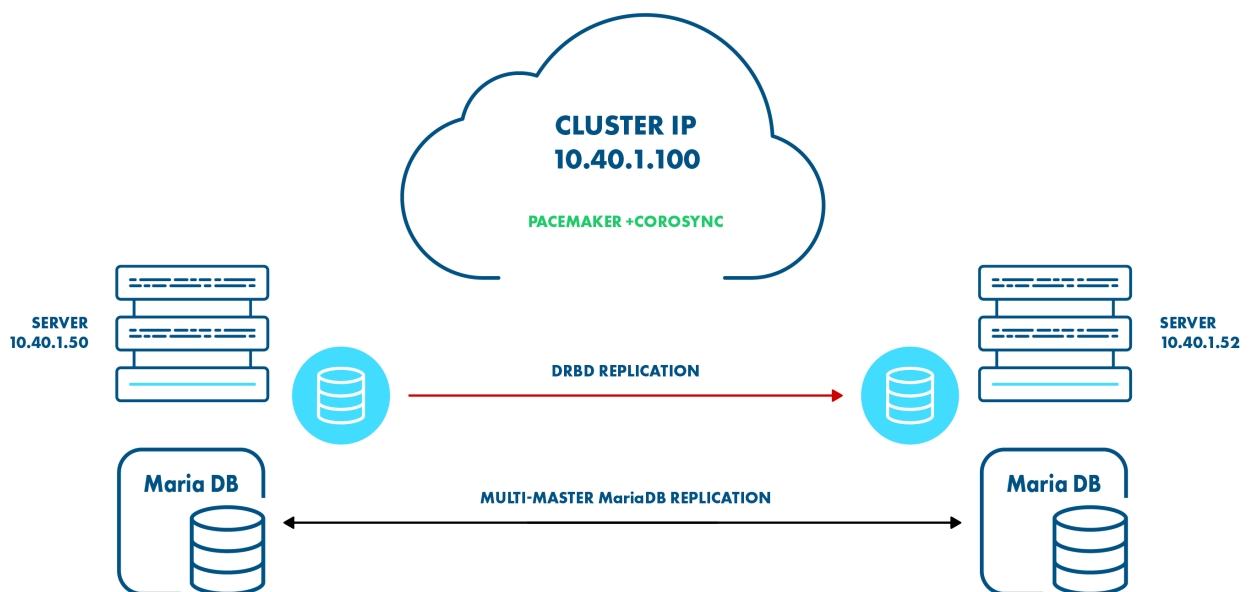 CLUSTER IP
10.40.1.100
PACEMAKER +COROSYNC
SERVER
10.40.1.50
SERVER
10.40.1.52
DRBD REPLICATION
Maria DB
Maria DB
MULTI-MASTER MariaDB REPLICATION